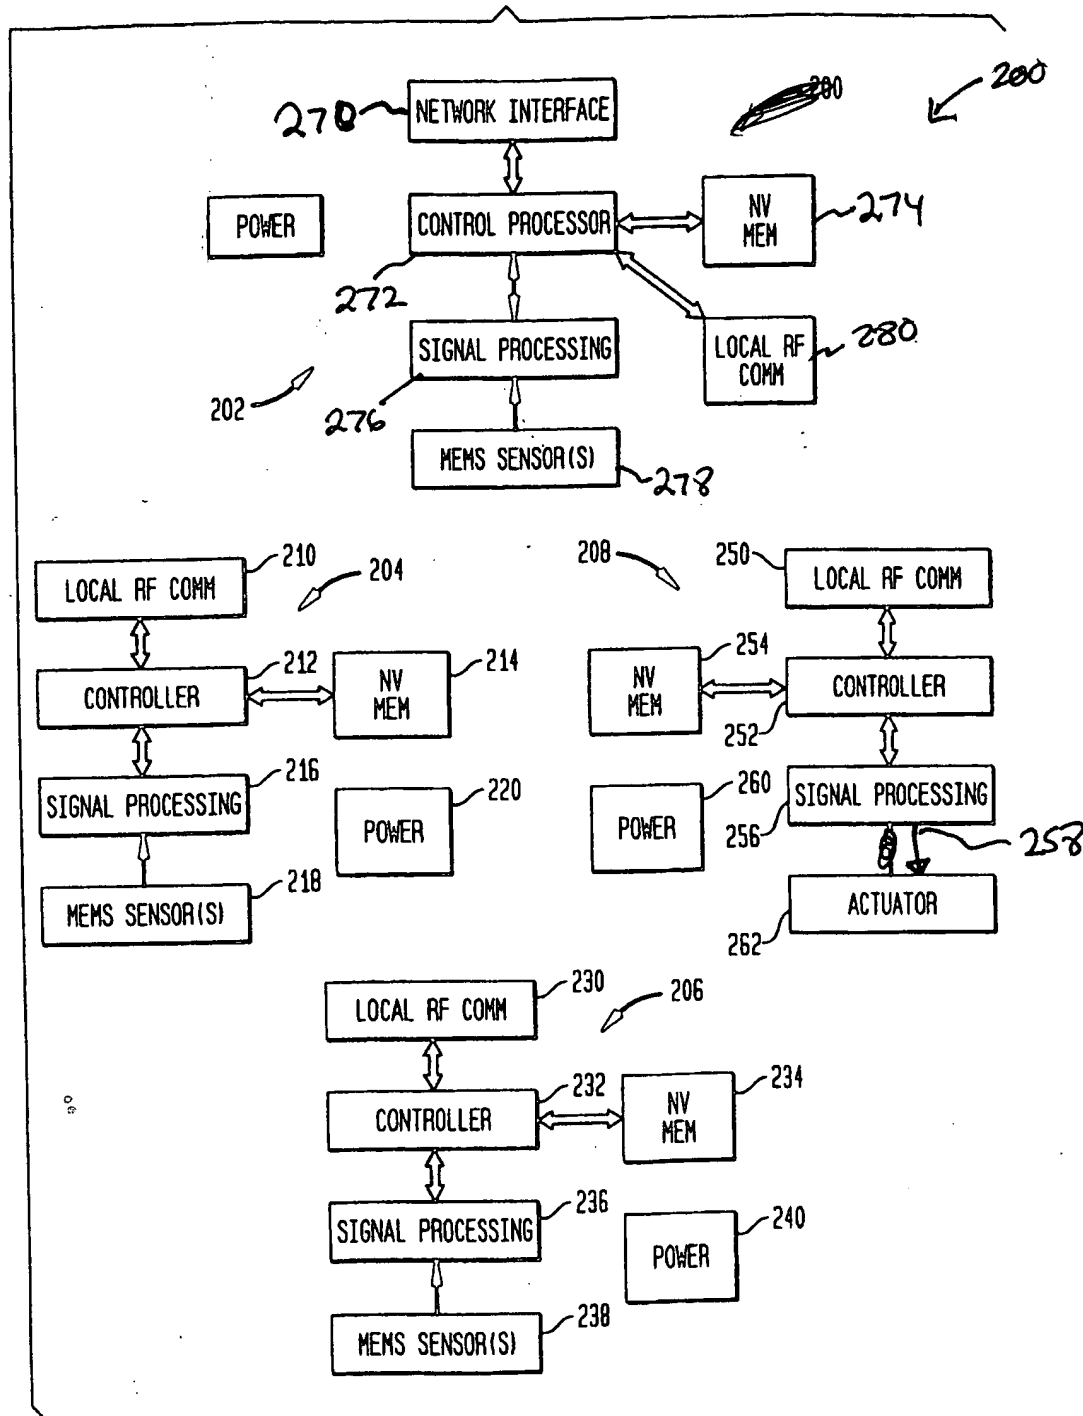 200
200
270
NETWORK INTERFACE
POWER
CONTROL PROCESSOR
NV
MEM
274
272
SIGNAL PROCESSING
LOCAL RF
COMM
280
202
276
MEMS SENSOR(S)
278
210
LOCAL RF COMM
204
212
CONTROLLER
NV
MEM
214
216
SIGNAL PROCESSING
220
POWER
218
MEMS SENSOR(S)
208
250
LOCAL RF COMM
254
NV
MEM
CONTROLLER
252
260
POWER
SIGNAL PROCESSING
256
258
ACTUATOR
262
230
LOCAL RF COMM
206
232
CONTROLLER
234
NV
MEM
236
SIGNAL PROCESSING
240
POWER
238
MEMS SENSOR(S)